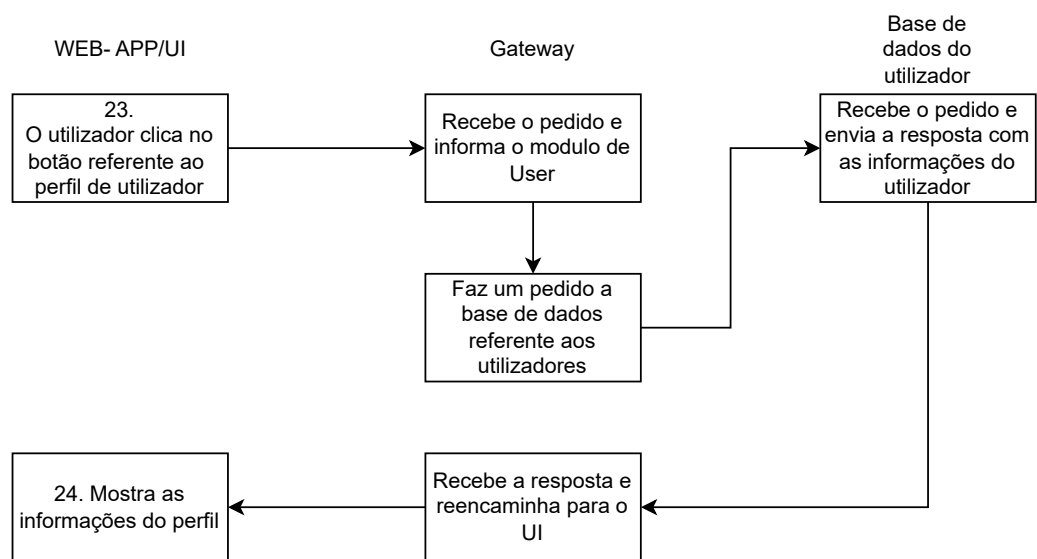 WEB- APP/UI
Gateway
Base de
dados do
utilizador
23.
O utilizador clica no
botão referente ao
perfil de utilizador
Recebe o pedido e
informa o modulo de
User
Recebe o pedido e
envia a resposta com
as informações do
utilizador
Faz um pedido a
base de dados
referente aos
utilizadores
24. Mostra as
informações do perfil
Recebe a resposta e
reencaminha para o
UI